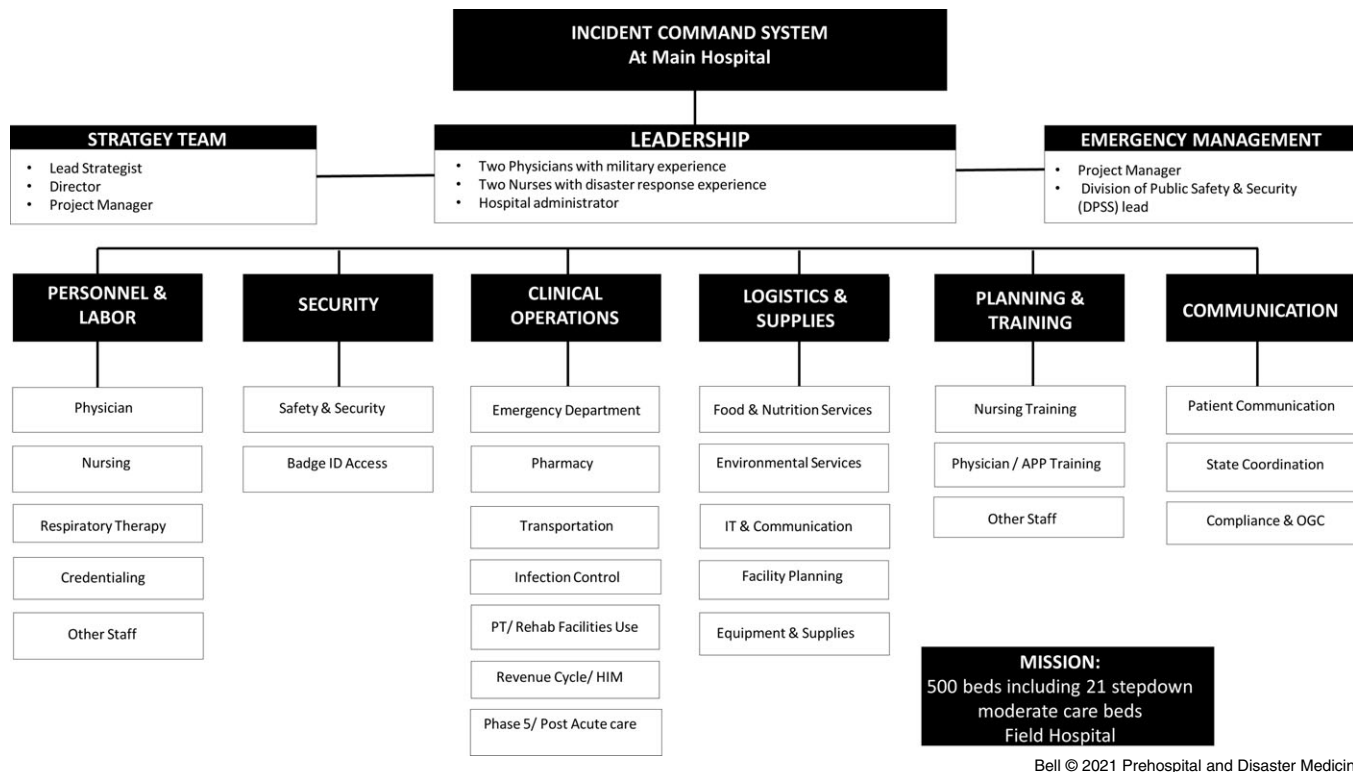 INCIDENT COMMAND SYSTEM
At Main Hospital
STRATGEY TEAM
• Lead Strategist
• Director
• Project Manager
LEADERSHIP
• Two Physicians with military experience
• Two Nurses with disaster response experience
• Hospital administrator
EMERGENCY MANAGEMENT
• Project Manager
• Division of Public Safety & Security
(DPSS) lead
PERSONNEL &
LABOR
Physician
Nursing
Respiratory Therapy
Credentialing
Other Staff
SECURITY
Safety & Security
Badge ID Access
CLINICAL
OPERATIONS
Emergency Department
Pharmacy
Transportation
Infection Control
PT/ Rehab Facilities Use
Revenue Cycle/ HIM
Phase 5/ Post Acute care
LOGISTICS &
SUPPLIES
Food & Nutrition Services
Environmental Services
IT & Communication
Facility Planning
Equipment & Supplies
PLANNING &
TRAINING
Nursing Training
Physician / APP Training
Other Staff
COMMUNICATION
Patient Communication
State Coordination
Compliance & OGC
MISSION:
500 beds including 21 stepdown
moderate care beds
Field Hospital
Bell © 2021 Prehospital and Disaster Medicin